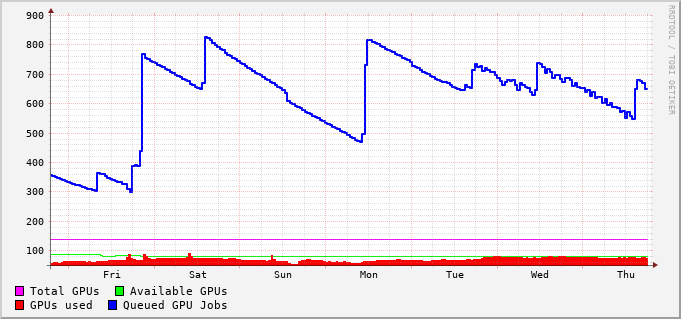 900
800
700
600
500
400
300
200
100
Fri Sat Sun Mon Tue Wed Thu
Total GPUs Available GPUs
GPUs used Queued GPU Jobs
RRDTOOL / TOBI OETIKER